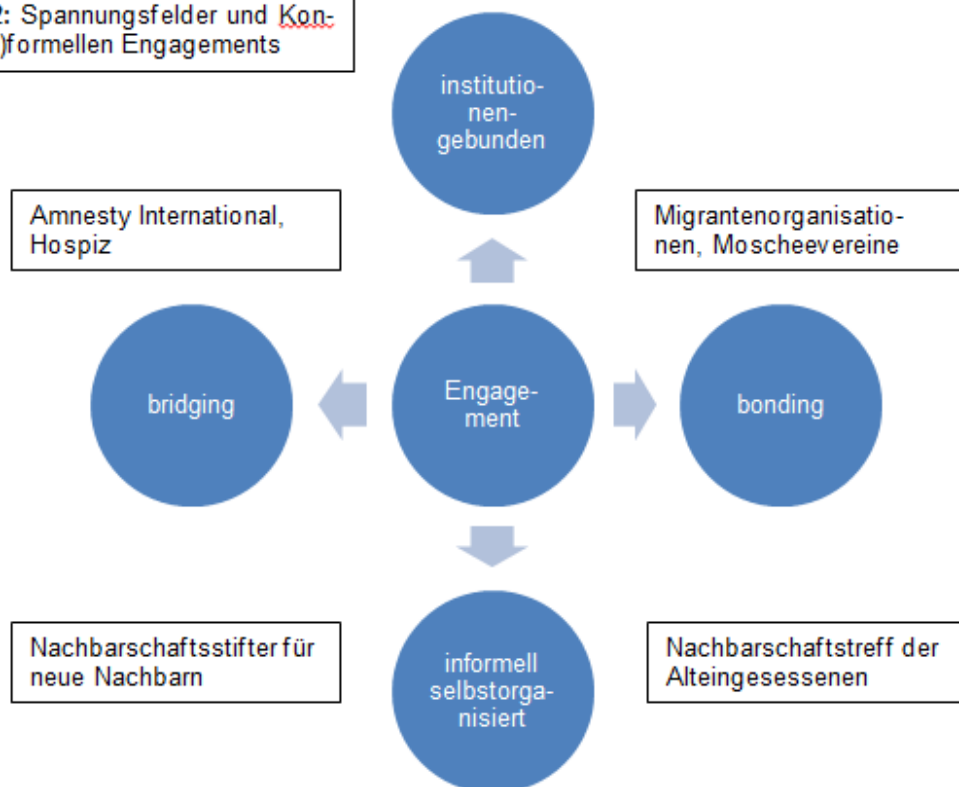 2: Spannungsfelder und Kon-
)formellen Engagements
institutio-
nen-
gebunden
Amnesty International,
Hospiz
Migrantenorganisatio-
nen, Moscheevereine
bridging
Engage-
ment
bonding
Nachbarschaftsstifter für
neue Nachbarn
informell
selbstorga-
nisiert
Nachbarschaftstreff der
Alteingesessenen